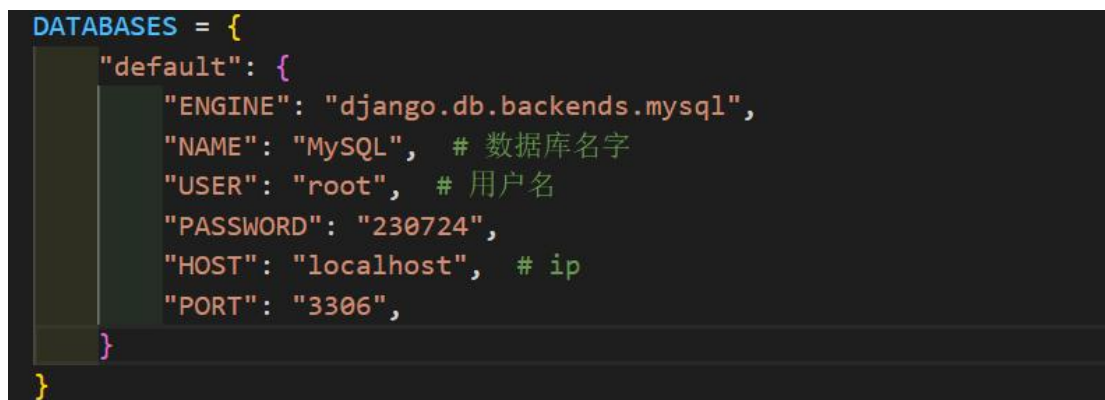 DATABASES = {
    "default": {
        "ENGINE": "django.db.backends.mysql",
        "NAME": "MySQL",  # 数据库名字
        "USER": "root",  # 用户名
        "PASSWORD": "230724",
        "HOST": "localhost",  # ip
        "PORT": "3306",
    }
}